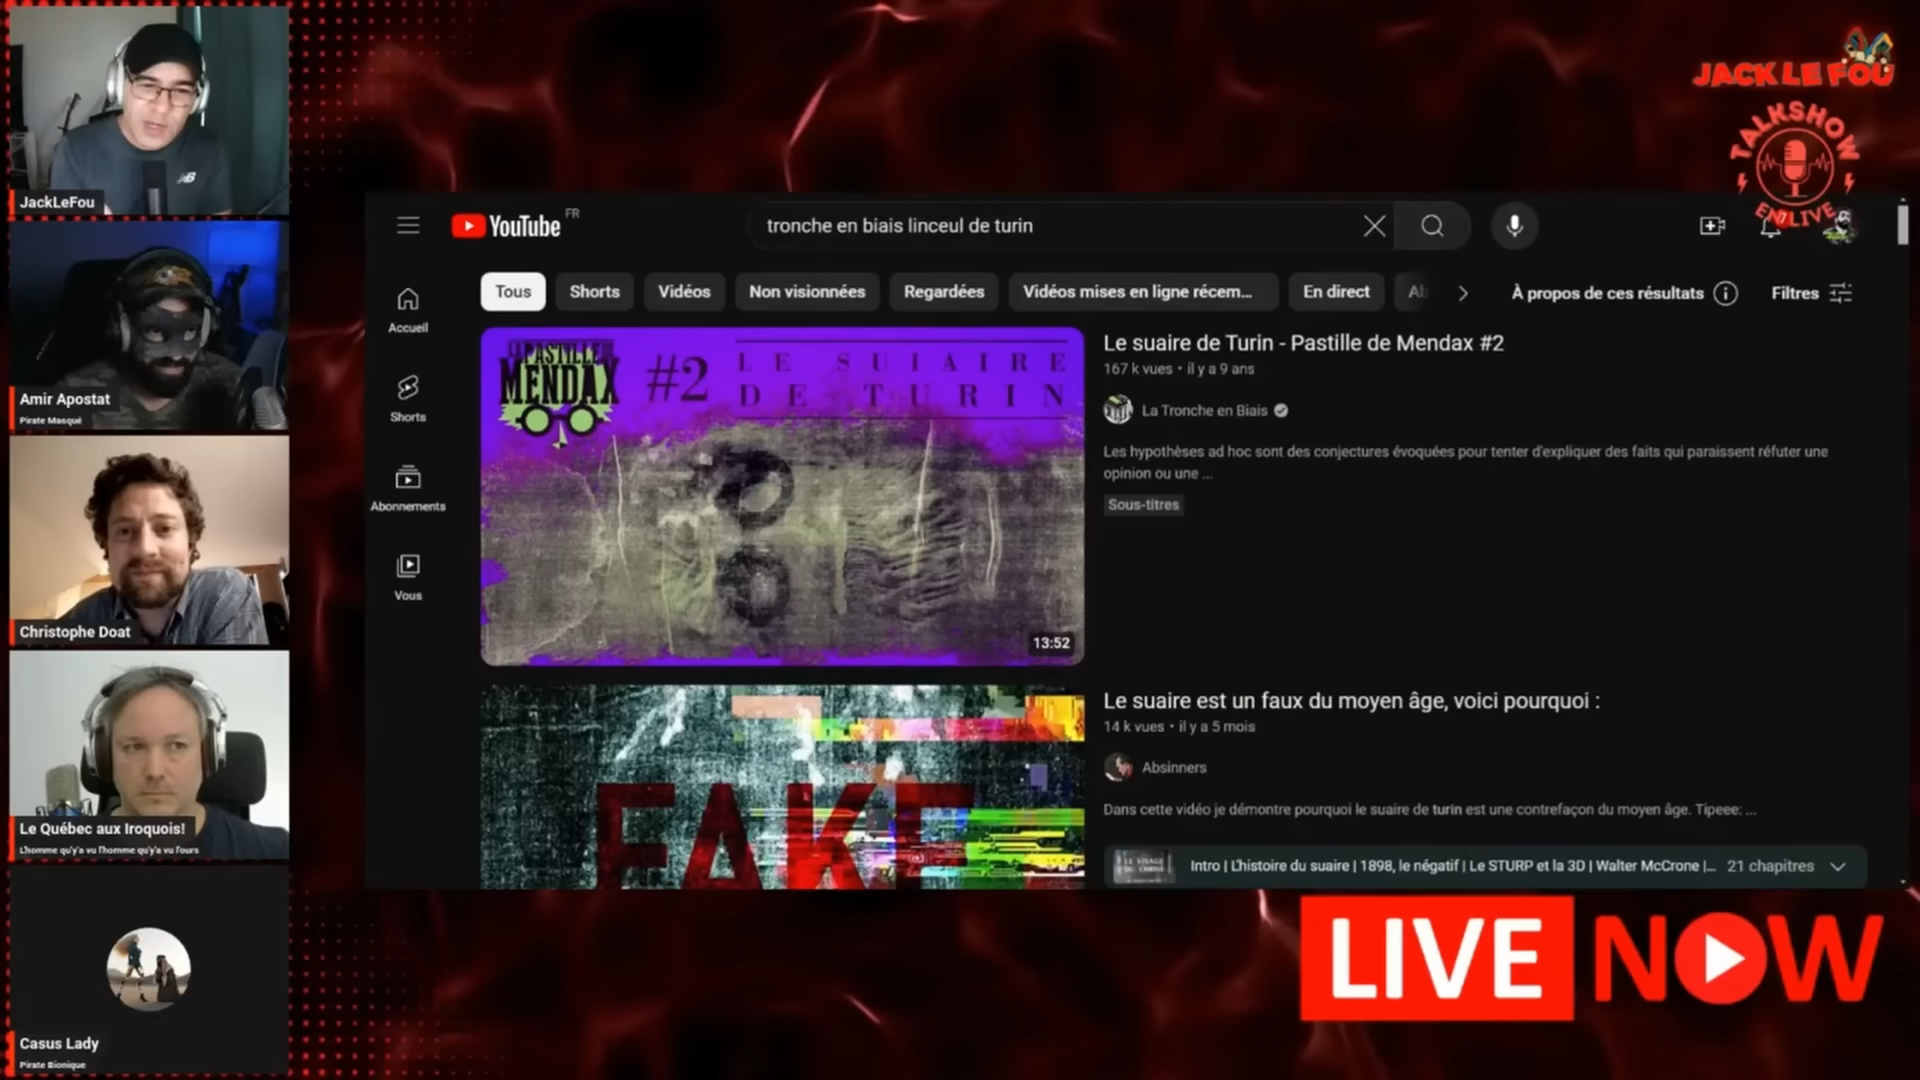 JackLeFou
Amir Apostat
Pirate Masqué
Christophe Doat
Le Québec aux Iroquois!
L'homme qu'y'a vu l'homme qu'y'a vu l'ours
Casus Lady
Pirate Bionique
JACK LE FOU
TALKSHOW
EN LIVE
YouTube FR
tronche en biais linceul de turin
Tous
Shorts
Vidéos
Non visionnées
Regardées
Vidéos mises en ligne récem...
En direct
Ab
À propos de ces résultats
Filtres
Accueil
Shorts
Abonnements
Vous
LA PASTILLE DE
MENDAX
#2
LE SUIAIRE
DE TURIN
13:52
Le suaire de Turin - Pastille de Mendax #2
167 k vues • il y a 9 ans
La Tronche en Biais
Les hypothèses ad hoc sont des conjectures évoquées pour tenter d'expliquer des faits qui paraissent réfuter une
opinion ou une ...
Sous-titres
FAKE
Le suaire est un faux du moyen âge, voici pourquoi :
14 k vues • il y a 5 mois
Absinners
Dans cette vidéo je démontre pourquoi le suaire de turin est une contrefaçon du moyen âge. Tipeee: ...
LE VISAGE
DU CHRIST
Intro | L'histoire du suaire | 1898, le négatif | Le STURP et la 3D | Walter McCrone |...
21 chapitres
LIVE NOW